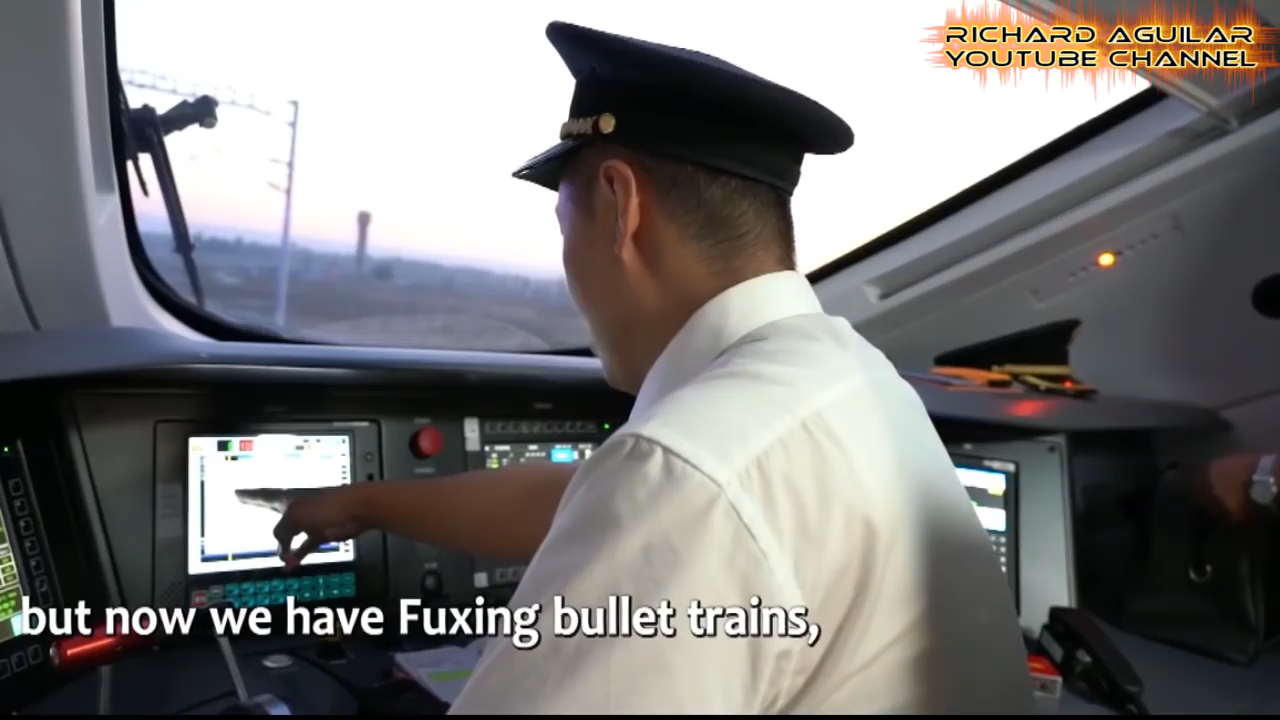 RICHARD AGUILAR
YOUTUBE CHANNEL
but now we have Fuxing bullet trains,